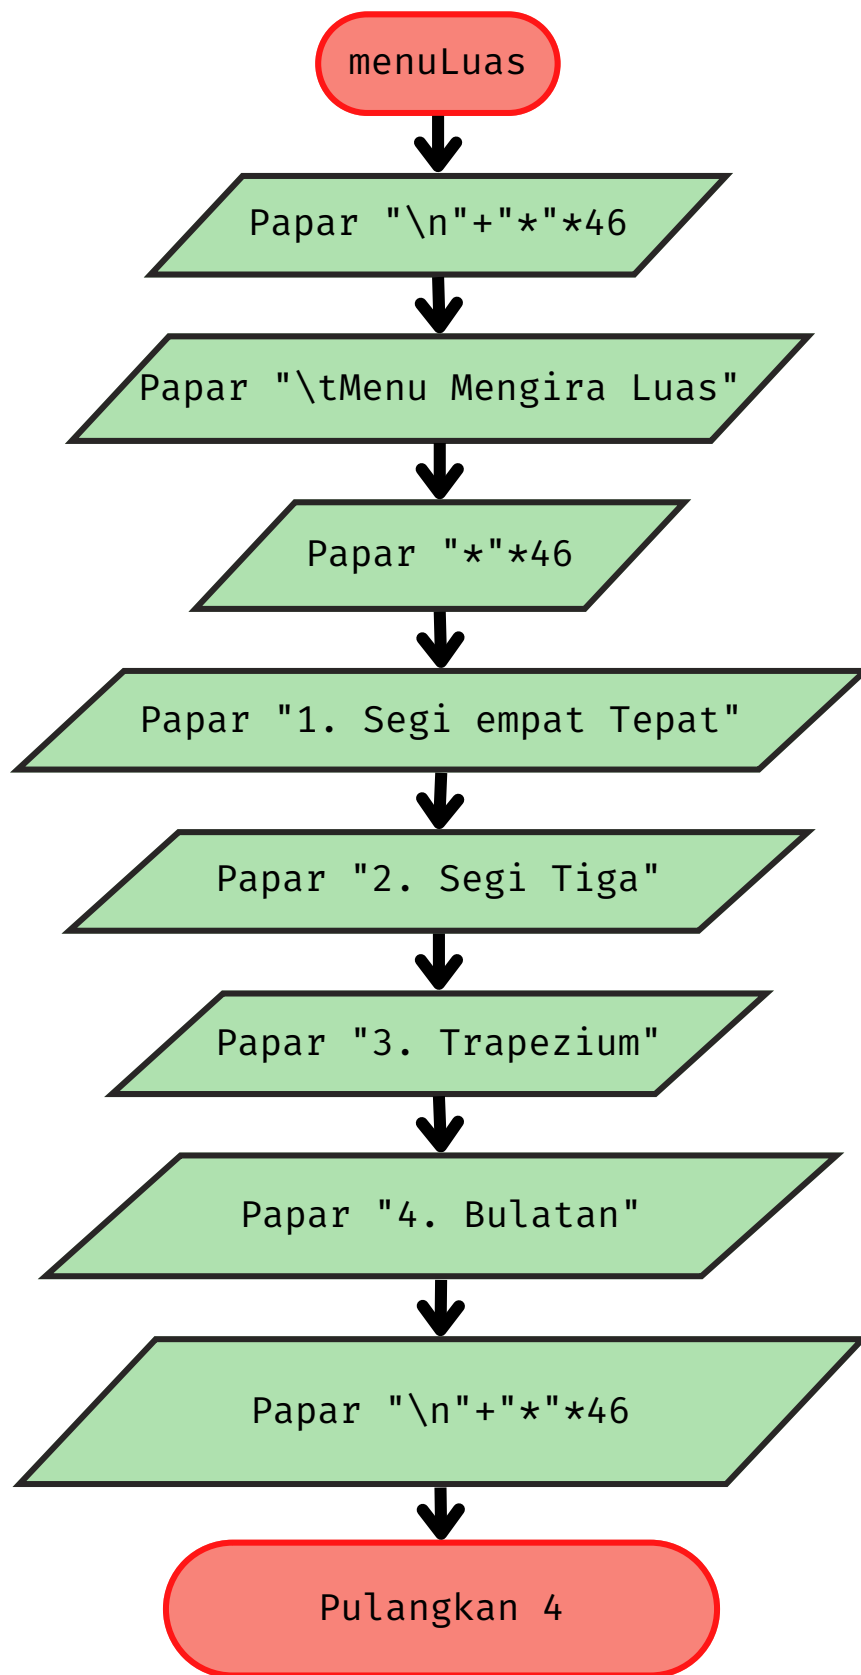 menuLuas
Papar "\n"+"*"*46
Papar "\tMenu Mengira Luas"
Papar "*"*46
Papar "1. Segi empat Tepat"
Papar "2. Segi Tiga"
Papar "3. Trapezium"
Papar "4. Bulatan"
Papar "\n"+"*"*46
Pulangkan 4